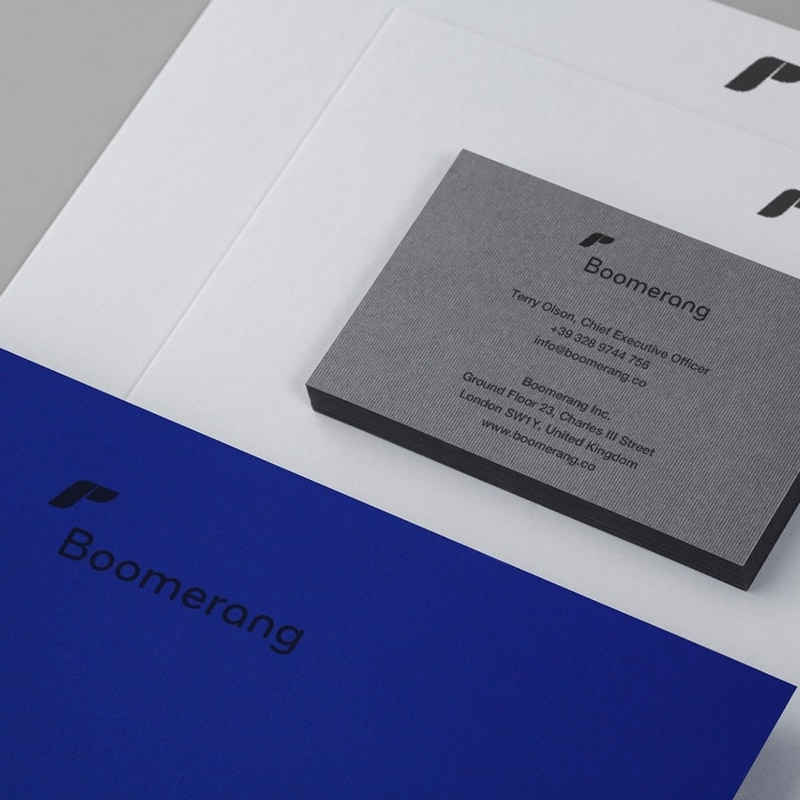 Boomerang
Terry Olson, Chief Executive Officer
+39 328 9744 756
info@boomerang.co
Boomerang Inc.
Ground Floor 23, Charles III Street
London SW1Y, United Kingdom
www.boomerang.co
Boomerang